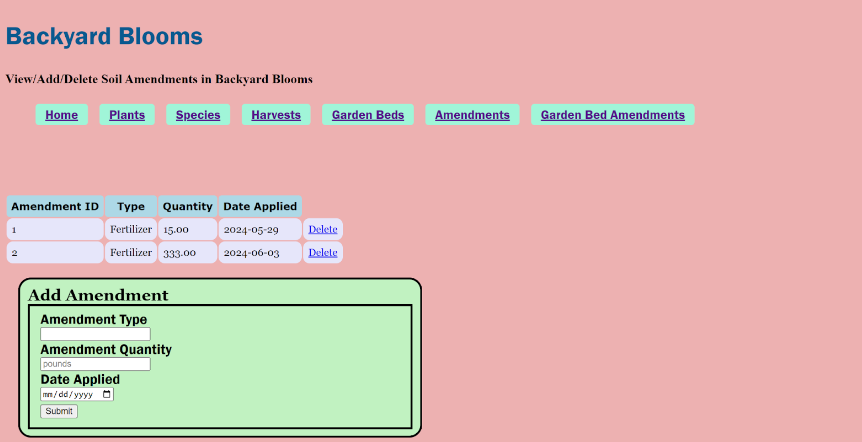 Backyard Blooms
View/Add/Delete Soil Amendments in Backyard Blooms
Home Plants Species Harvests Garden Beds Amendments Garden Bed Amendments
Amendment ID Type Quantity Date Applied
1 Fertilizer 15.00 2024-05-29 Delete
2 Fertilizer 333.00 2024-06-03 Delete
Add Amendment
Amendment Type
Amendment Quantity
pounds
Date Applied
mm/dd/yyyy
Submit